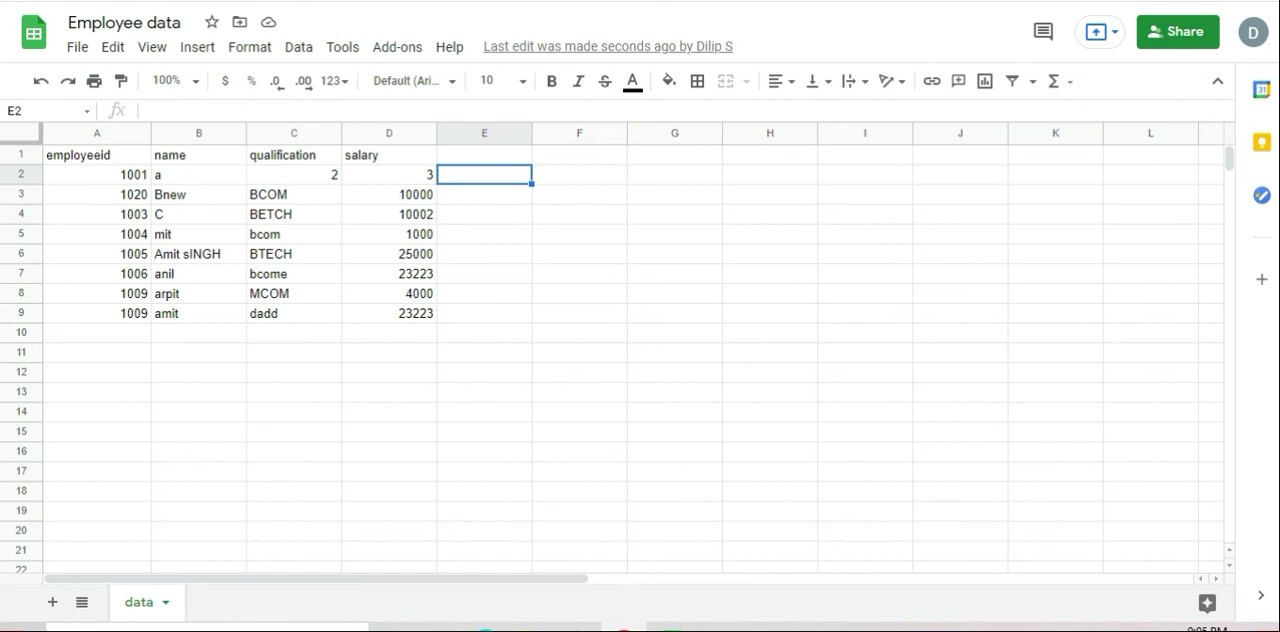 Employee data
File Edit View Insert Format Data Tools Add-ons Help Last edit was made seconds ago by Dilip S
Share D
100% $ % .0 .00 123 Default (Ari... 10 B I S A Σ
E2 fx
A B C D E F G H I J K L
1 employeeid name qualification salary
2 1001 a 2 3
3 1020 Bnew BCOM 10000
4 1003 C BETCH 10002
5 1004 mit bcom 1000
6 1005 Amit sINGH BTECH 25000
7 1006 anil bcome 23223
8 1009 arpit MCOM 4000
9 1009 amit dadd 23223
10
11
12
13
14
15
16
17
18
19
20
21
22
31
data